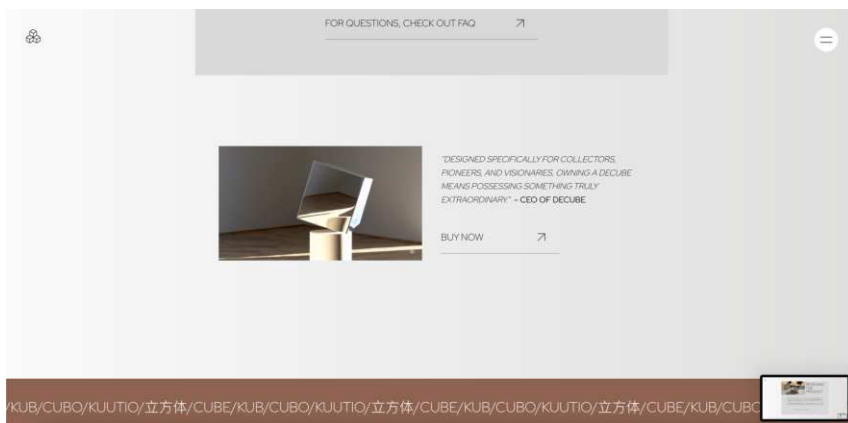 FOR QUESTIONS, CHECK OUT FAQ
"DESIGNED SPECIFICALLY FOR COLLECTORS,
PIONEERS, AND VISIONARIES, OWNING A DECUBE
MEANS POSSESSING SOMETHING TRULY
EXTRAORDINARY." – CEO OF DECUBE
BUY NOW
/KUB/CUBO/KUUTIO/立方体/CUBE/KUB/CUBO/KUUTIO/立方体/CUBE/KUB/CUBO/KUUTIO/立方体/CUBE/KUB/CUBO